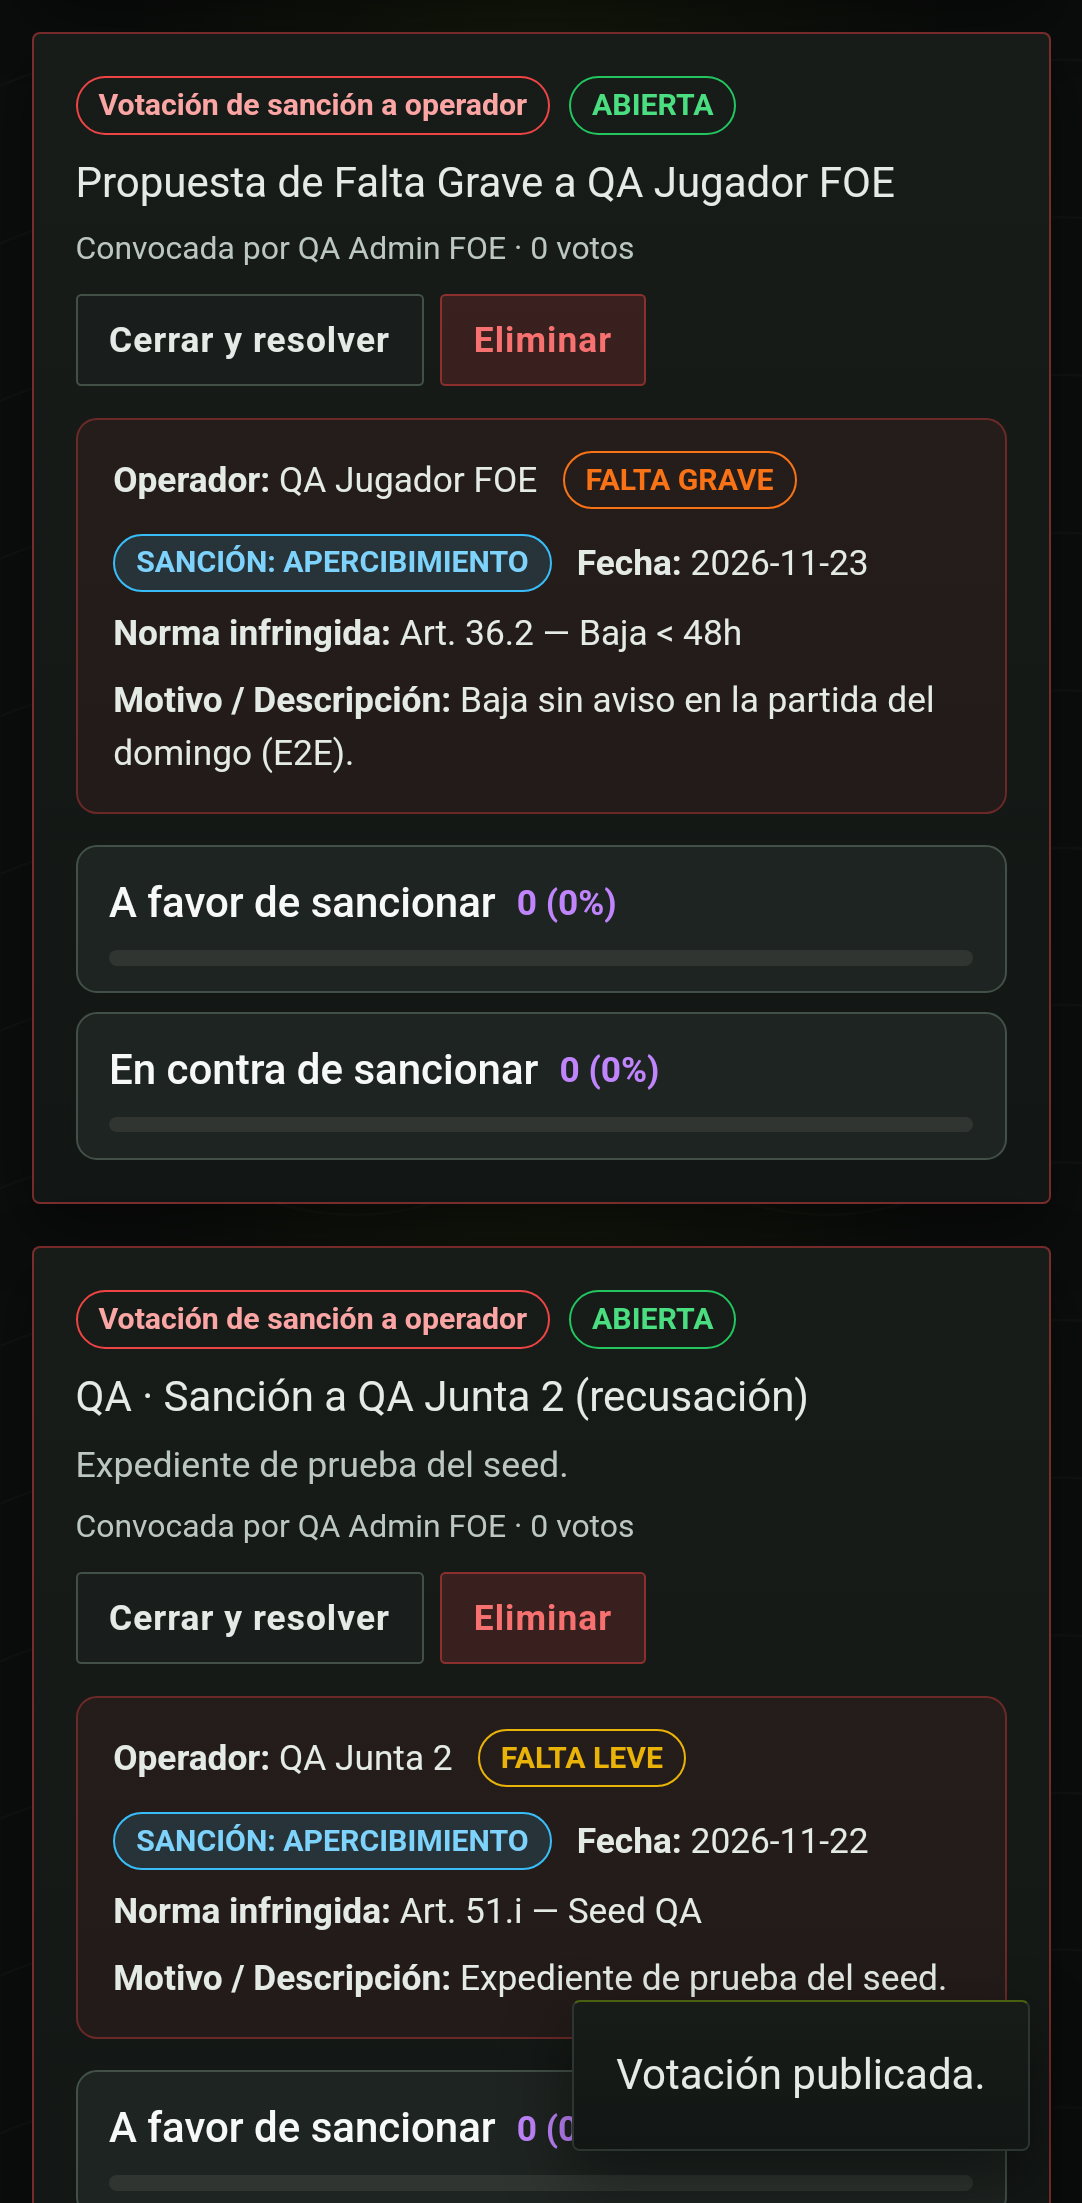 Votación de sanción a operador ABIERTA
Propuesta de Falta Grave a QA Jugador FOE
Convocada por QA Admin FOE · 0 votos
Cerrar y resolver Eliminar
Operador: QA Jugador FOE FALTA GRAVE
SANCIÓN: APERCIBIMIENTO Fecha: 2026-11-23
Norma infringida: Art. 36.2 — Baja < 48h
Motivo / Descripción: Baja sin aviso en la partida del
domingo (E2E).
A favor de sancionar 0 (0%)
En contra de sancionar 0 (0%)
Votación de sanción a operador ABIERTA
QA · Sanción a QA Junta 2 (recusación)
Expediente de prueba del seed.
Convocada por QA Admin FOE · 0 votos
Cerrar y resolver Eliminar
Operador: QA Junta 2 FALTA LEVE
SANCIÓN: APERCIBIMIENTO Fecha: 2026-11-22
Norma infringida: Art. 51.i — Seed QA
Motivo / Descripción: Expediente de prueba del seed.
Votación publicada.
A favor de sancionar 0